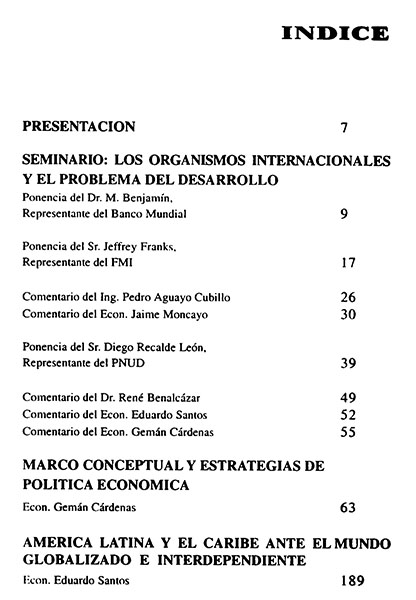 INDICE
PRESENTACION 7
SEMINARIO: LOS ORGANISMOS INTERNACIONALES
Y EL PROBLEMA DEL DESARROLLO
Ponencia del Dr. M. Benjamín,
Representante del Banco Mundial 9
Ponencia del Sr. Jeffrey Franks,
Representante del FMI 17
Comentario del Ing. Pedro Aguayo Cubillo 26
Comentario del Econ. Jaime Moncayo 30
Ponencia del Sr. Diego Recalde León,
Representante del PNUD 39
Comentario del Dr. René Benalcázar 49
Comentario del Econ. Eduardo Santos 52
Comentario del Econ. Gemán Cárdenas 55
MARCO CONCEPTUAL Y ESTRATEGIAS DE
POLITICA ECONOMICA
Econ. Gemán Cárdenas 63
AMERICA LATINA Y EL CARIBE ANTE EL MUNDO
GLOBALIZADO E INTERDEPENDIENTE
Econ. Eduardo Santos 189